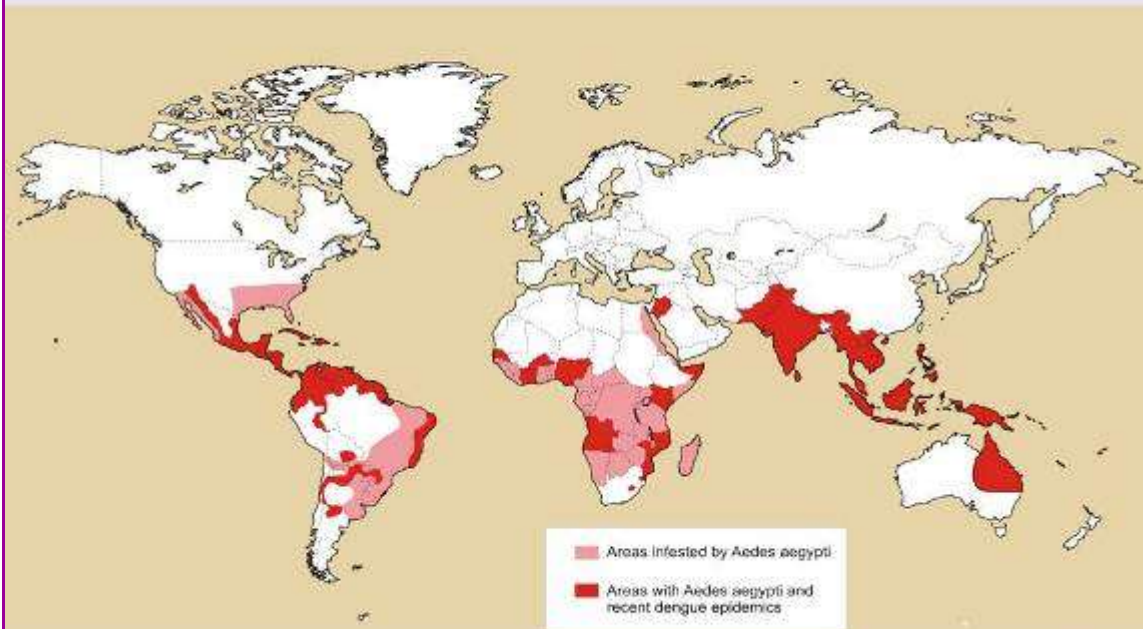 Areas infested by Aedes aegypti
Areas with Aedes aegypti and
recent dengue epidemics